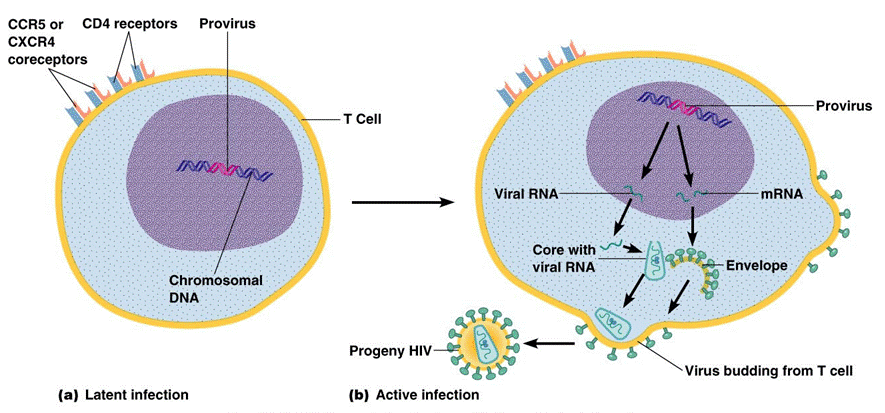 CCR5 or
CXCR4
coreceptors
CD4 receptors
Provirus
T Cell
Chromosomal
DNA
(a) Latent infection
Provirus
Viral RNA
mRNA
Core with
viral RNA
Envelope
Progeny HIV
Virus budding from T cell
(b) Active infection